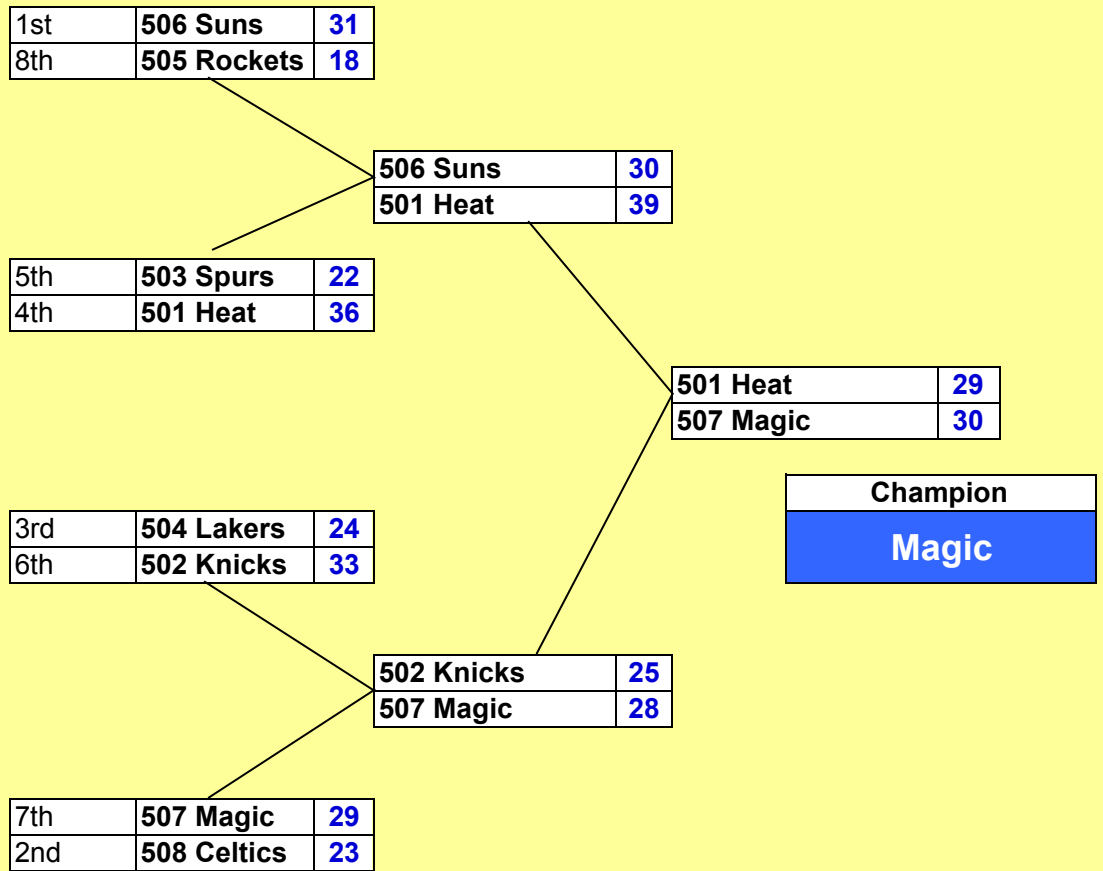 1st 506 Suns 31
8th 505 Rockets 18
506 Suns 30
501 Heat 39
5th 503 Spurs 22
4th 501 Heat 36
501 Heat 29
507 Magic 30
Champion
Magic
3rd 504 Lakers 24
6th 502 Knicks 33
502 Knicks 25
507 Magic 28
7th 507 Magic 29
2nd 508 Celtics 23